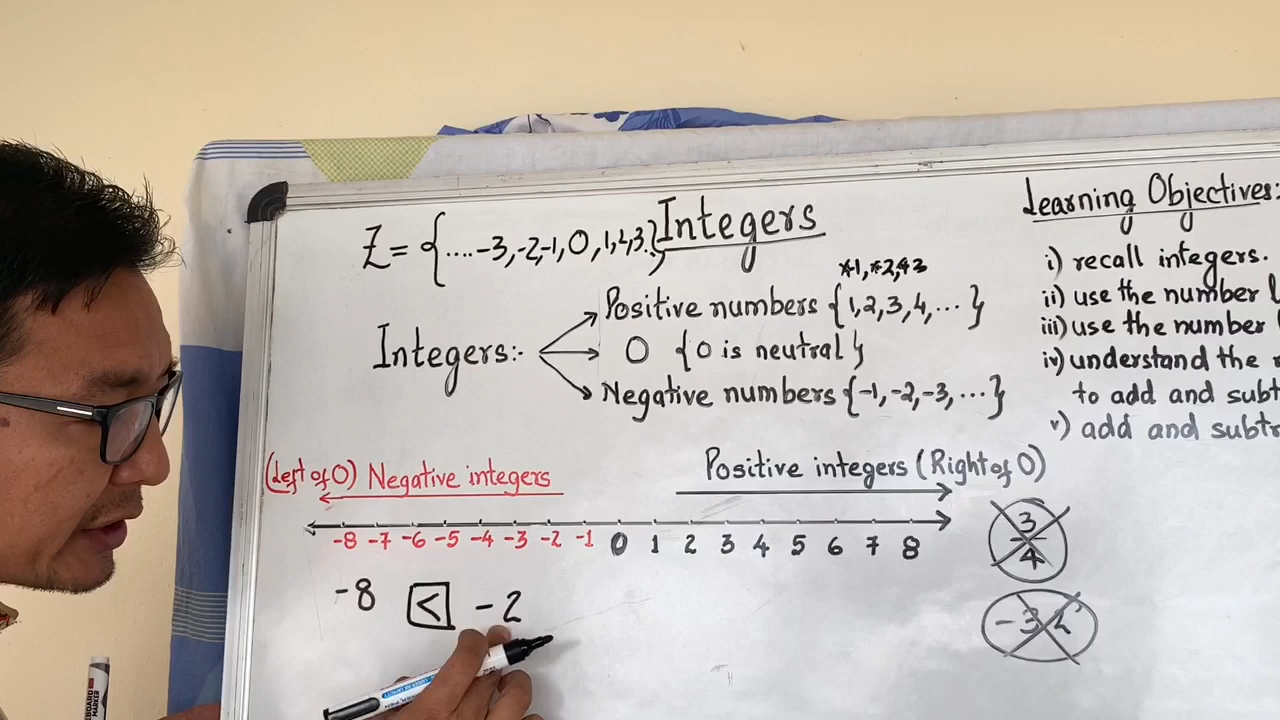 Integers
Z = {....-3,-2,-1,0,1,2,3..}
+1,+2,+3
Integers:-
Positive numbers {1,2,3,4,...}
0 {0 is neutral}
Negative numbers {-1,-2,-3,...}
Learning Objectives:
i) recall integers.
ii) use the number
iii) use the number
iv) understand the
to add and
v) add and
(Left of 0) Negative integers
Positive integers (Right of 0)
-8 -7 -6 -5 -4 -3 -2 -1 0 1 2 3 4 5 6 7 8
3
4
-8 < -2